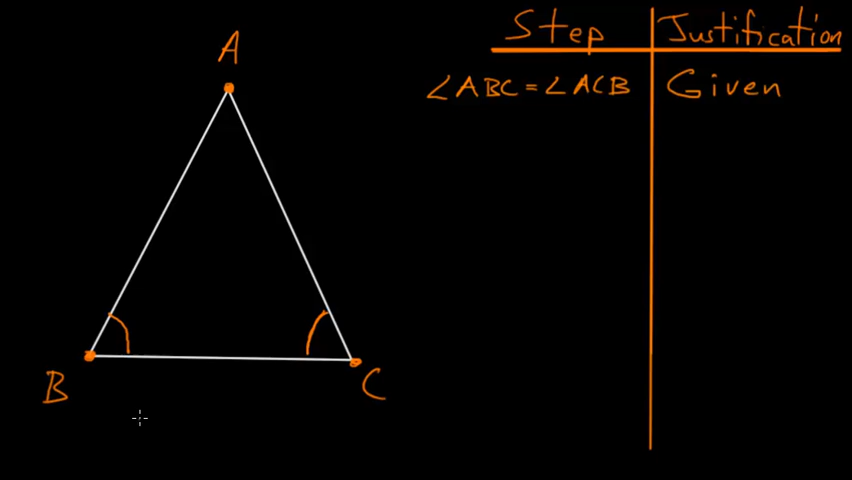 A
Step Justification
∠ABC = ∠ACB Given
B C